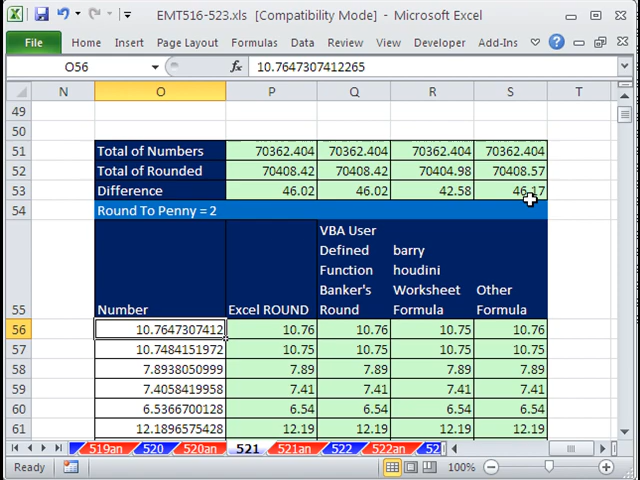 EMT516-523.xls [Compatibility Mode] - Microsoft Excel
File Home Insert Page Layout Formulas Data Review View Developer Add-Ins
O56 fx 10.7647307412265
N O P Q R S T
49
50
51 Total of Numbers 70362.404 70362.404 70362.404 70362.404
52 Total of Rounded 70408.42 70408.42 70404.98 70408.57
53 Difference 46.02 46.02 42.58 46.17
54 Round To Penny = 2
VBA User
Defined barry
Function houdini
Banker's Worksheet Other
55 Number Excel ROUND Round Formula Formula
56 10.7647307412 10.76 10.76 10.75 10.76
57 10.7484151972 10.75 10.75 10.75 10.75
58 7.8938050999 7.89 7.89 7.89 7.89
59 7.4058419958 7.41 7.41 7.41 7.41
60 6.5366700128 6.54 6.54 6.54 6.54
61 12.1896575428 12.19 12.19 12.19 12.19
519an 520 520an 521 521an 522 522an 52
Ready 100%